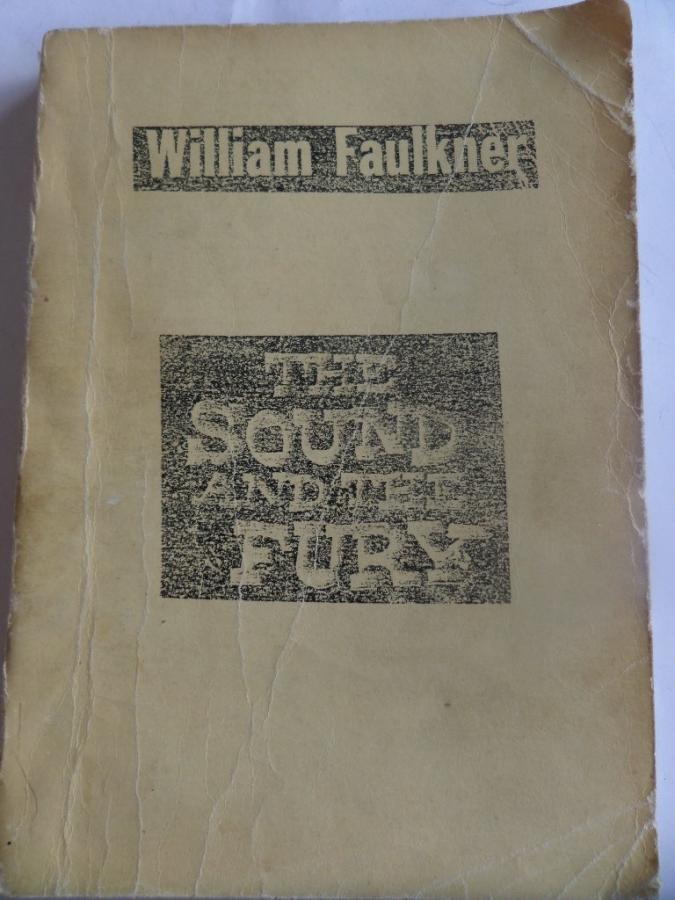 William Faulkner
THE
SOUND
AND THE
FURY